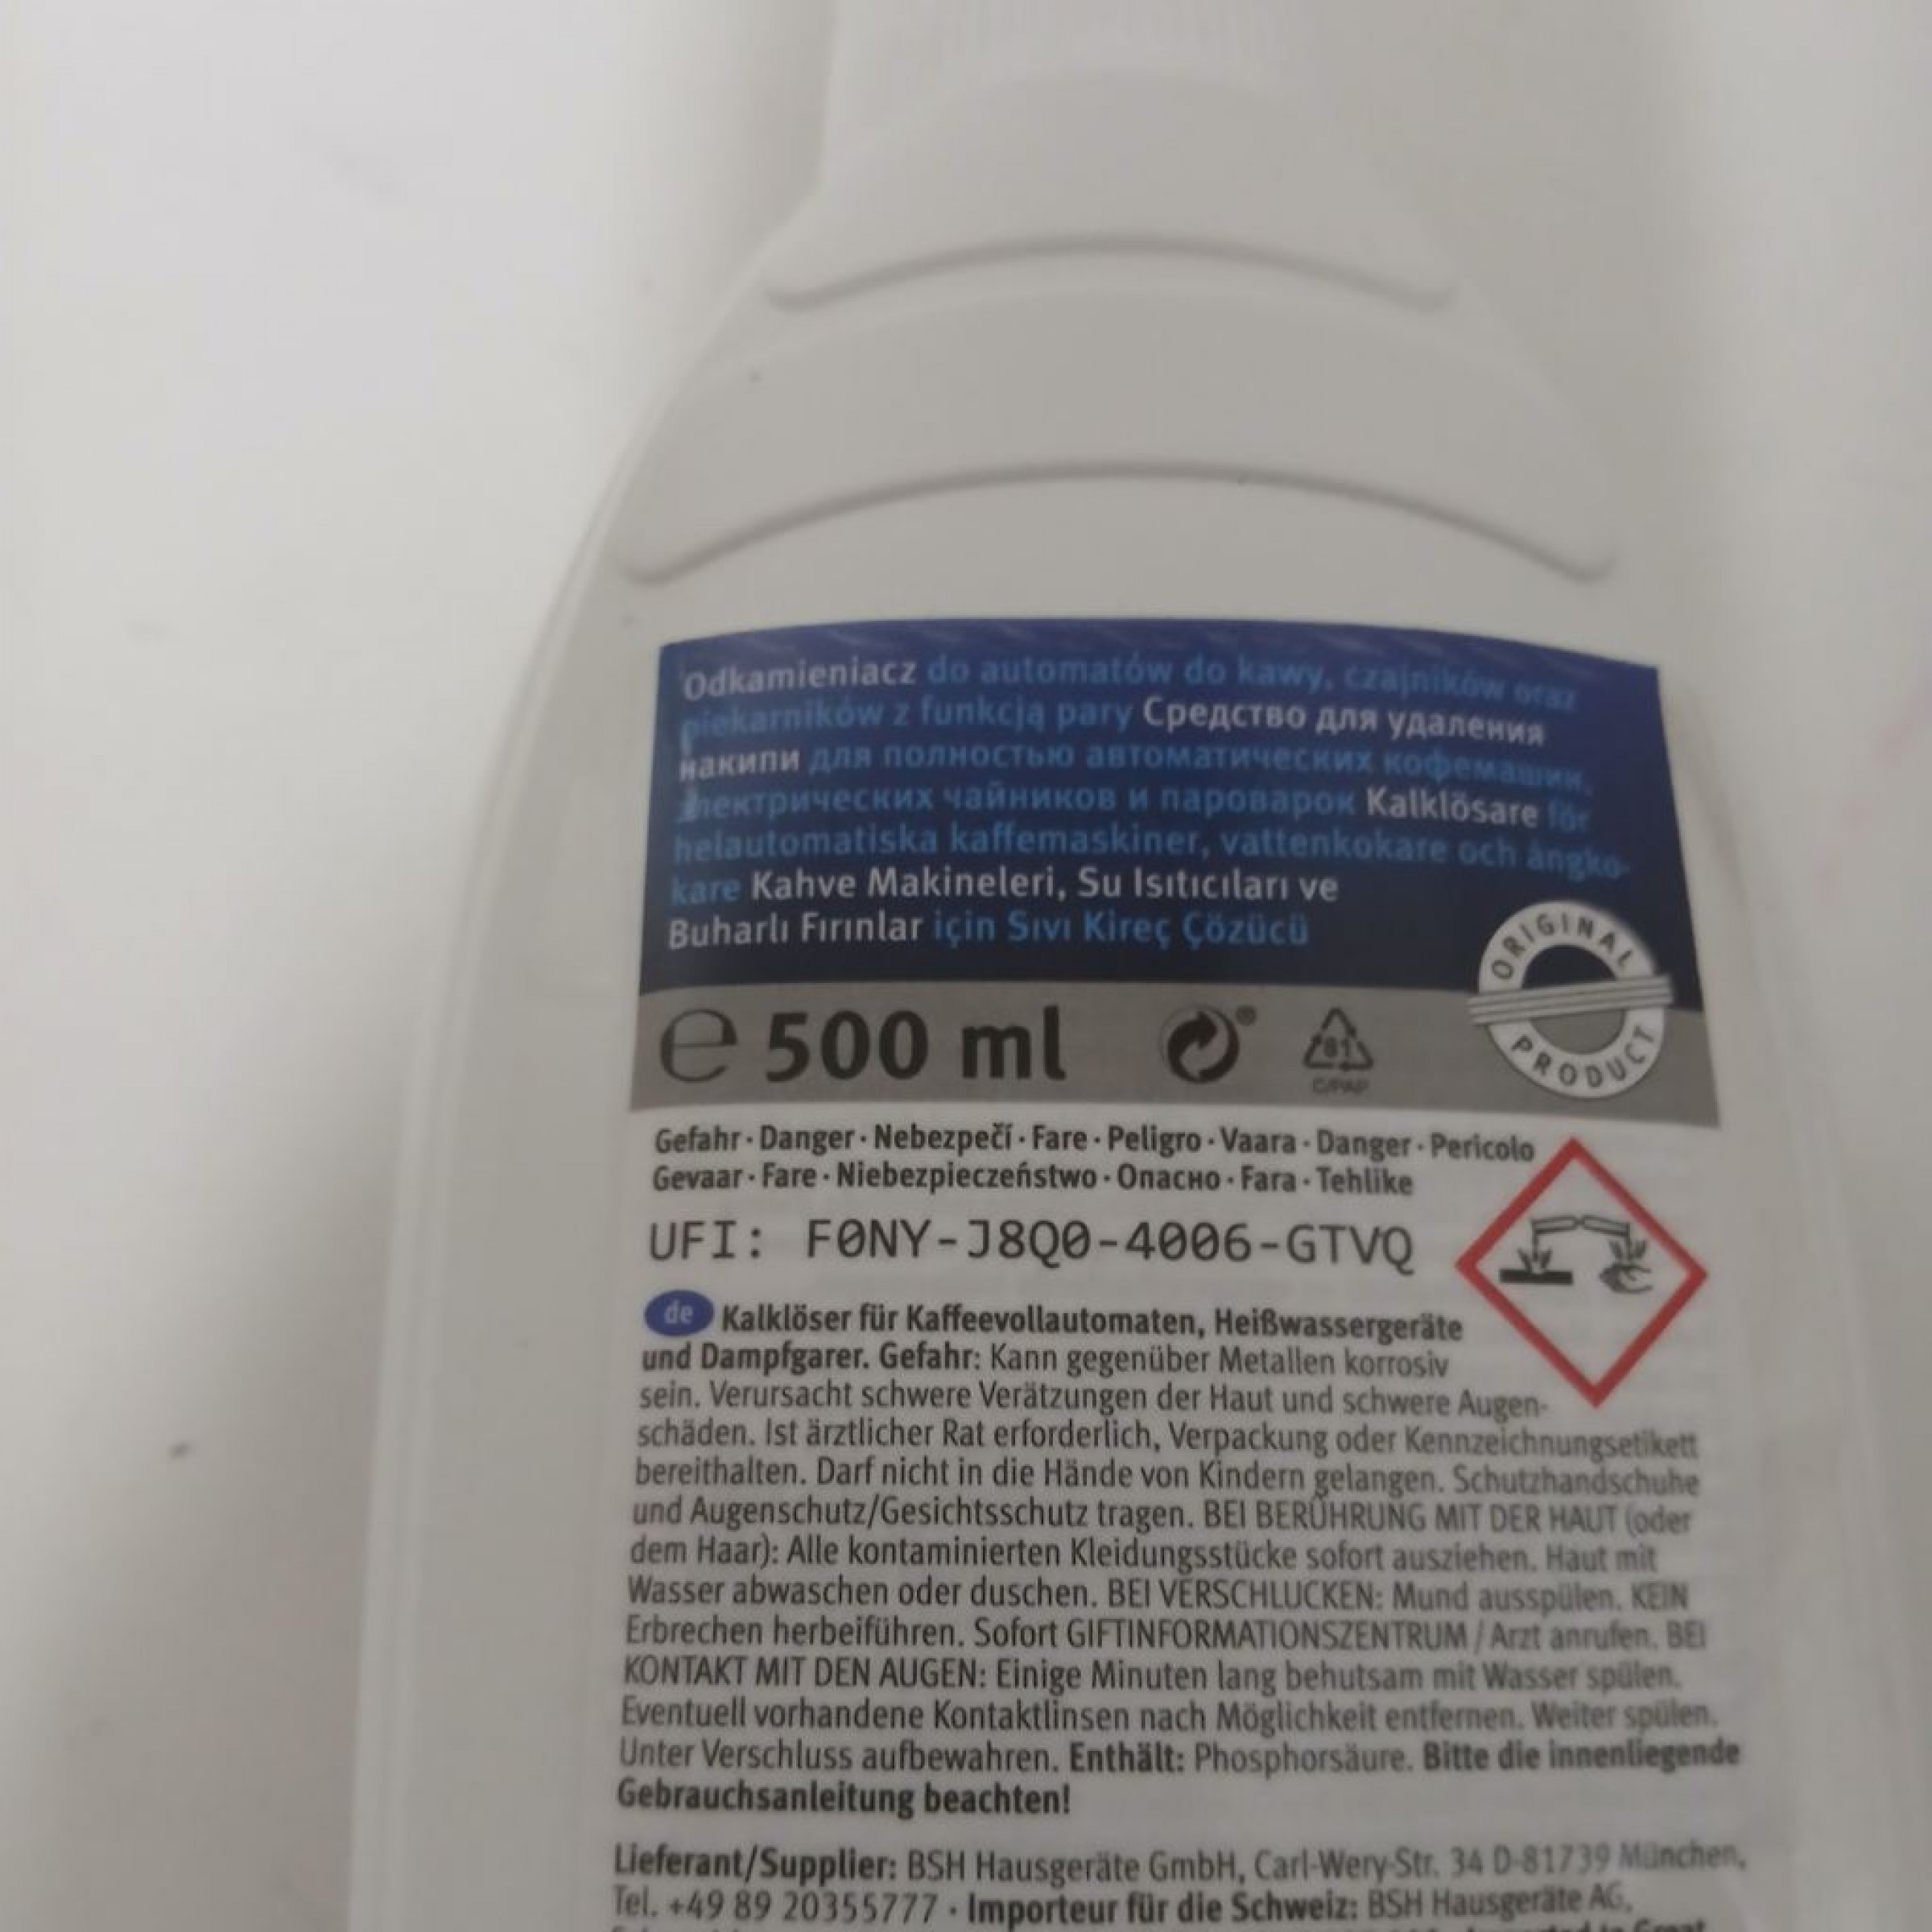 Odkamieniacz do automatów do kawy, czajników oraz
piekarników z funkcją pary Средство для удаления
накипи для полностью автоматических кофемашин,
электрических чайников и пароварок Kalklösare för
helautomatiska kaffemaskiner, vattenkokare och ångko-
kare Kahve Makineleri, Su Isıtıcıları ve
Buharlı Fırınlar için Sıvı Kireç Çözücü
ORIGINAL
PRODUCT
e 500 ml
81
C/PAP
Gefahr · Danger · Nebezpečí · Fare · Peligro · Vaara · Danger · Pericolo
Gevaar · Fare · Niebezpieczeństwo · Опасно · Fara · Tehlike
UFI: F0NY-J8Q0-4006-GTVQ
de Kalklöser für Kaffeevollautomaten, Heißwassergeräte
und Dampfgarer. Gefahr: Kann gegenüber Metallen korrosiv
sein. Verursacht schwere Verätzungen der Haut und schwere Augen-
schäden. Ist ärztlicher Rat erforderlich, Verpackung oder Kennzeichnungsetikett
bereithalten. Darf nicht in die Hände von Kindern gelangen. Schutzhandschuhe
und Augenschutz/Gesichtsschutz tragen. BEI BERÜHRUNG MIT DER HAUT (oder
dem Haar): Alle kontaminierten Kleidungsstücke sofort ausziehen. Haut mit
Wasser abwaschen oder duschen. BEI VERSCHLUCKEN: Mund ausspülen. KEIN
Erbrechen herbeiführen. Sofort GIFTINFORMATIONSZENTRUM / Arzt anrufen. BEI
KONTAKT MIT DEN AUGEN: Einige Minuten lang behutsam mit Wasser spülen.
Eventuell vorhandene Kontaktlinsen nach Möglichkeit entfernen. Weiter spülen.
Unter Verschluss aufbewahren. Enthält: Phosphorsäure. Bitte die innenliegende
Gebrauchsanleitung beachten!
Lieferant/Supplier: BSH Hausgeräte GmbH, Carl-Wery-Str. 34 D-81739 München,
Tel. +49 89 20355777 · Importeur für die Schweiz: BSH Hausgeräte AG,